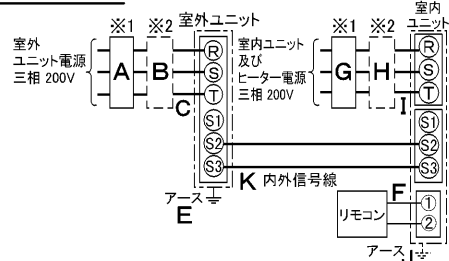 ※1 ※2 室外ユニット
室外
ユニット電源
三相 200V
A
B
C
R
S
T
S1
S2
S3
アース
E
K 内外信号線
※1 ※2 室内
ユニット
室内ユニット
及び
ヒーター電源
三相 200V
G
H
I
R
S
T
S1
S2
S3
F
リモコン
①
②
アース
J